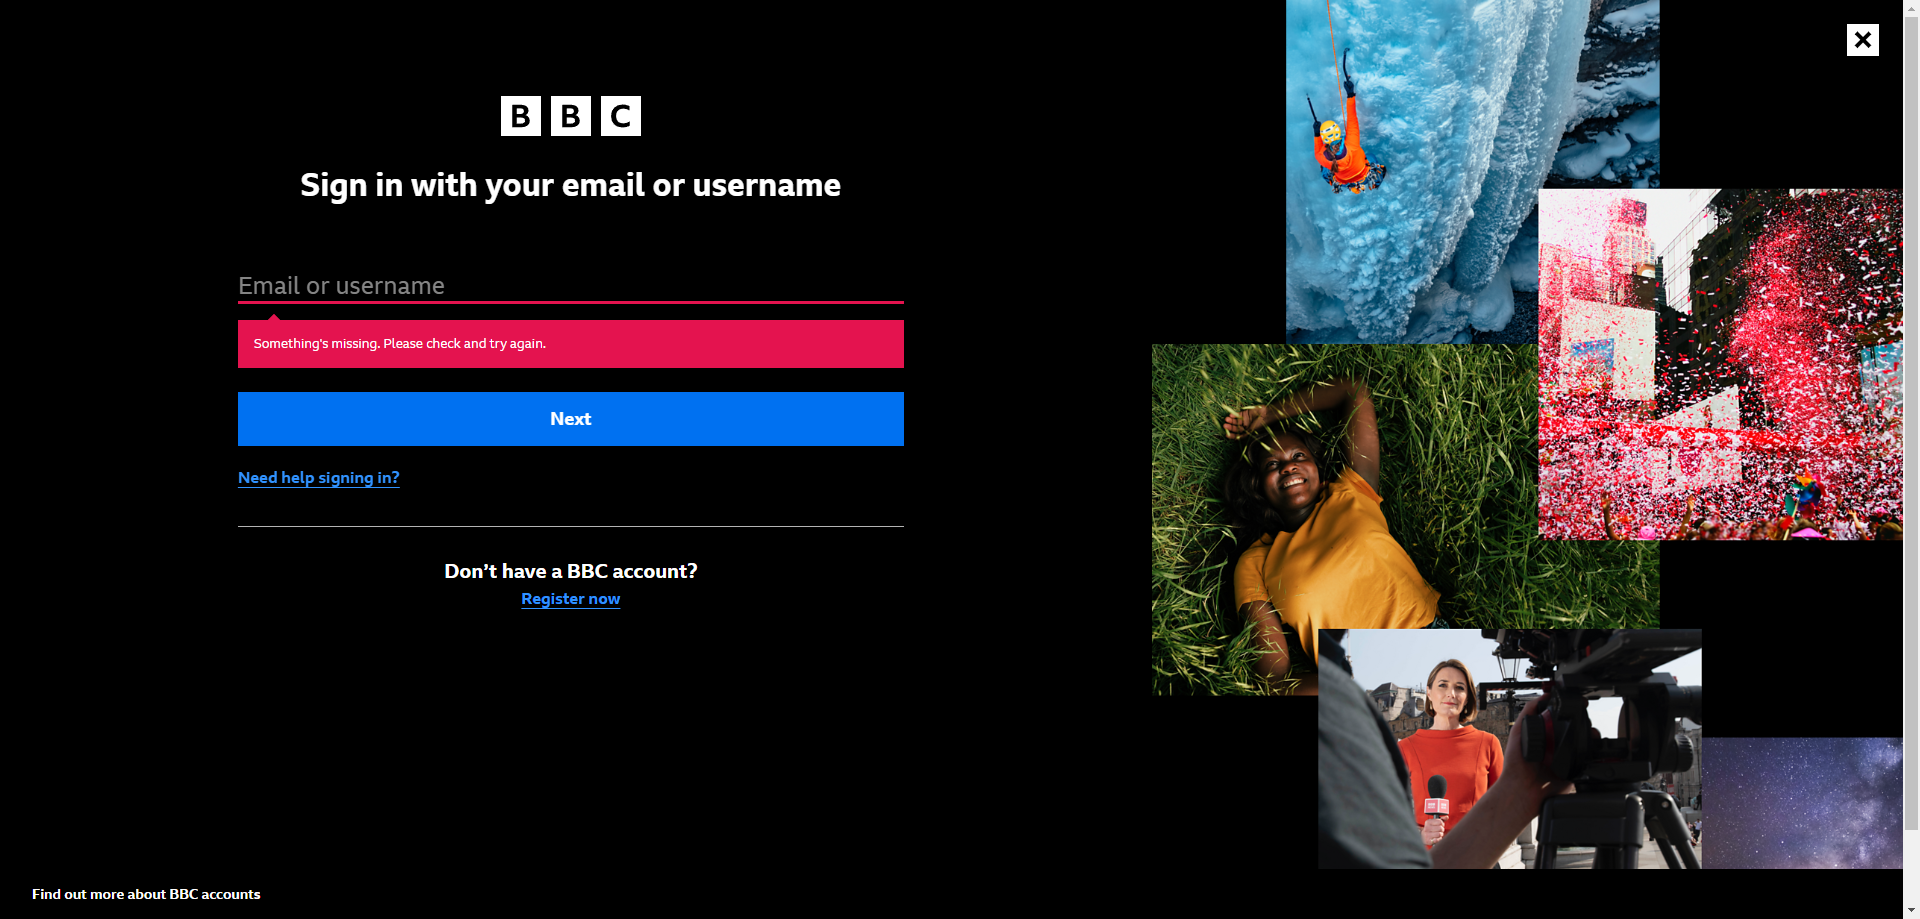 BBC
Sign in with your email or username
Email or username
Something's missing. Please check and try again.
Next
Need help signing in?
Don’t have a BBC account?
Register now
Find out more about BBC accounts